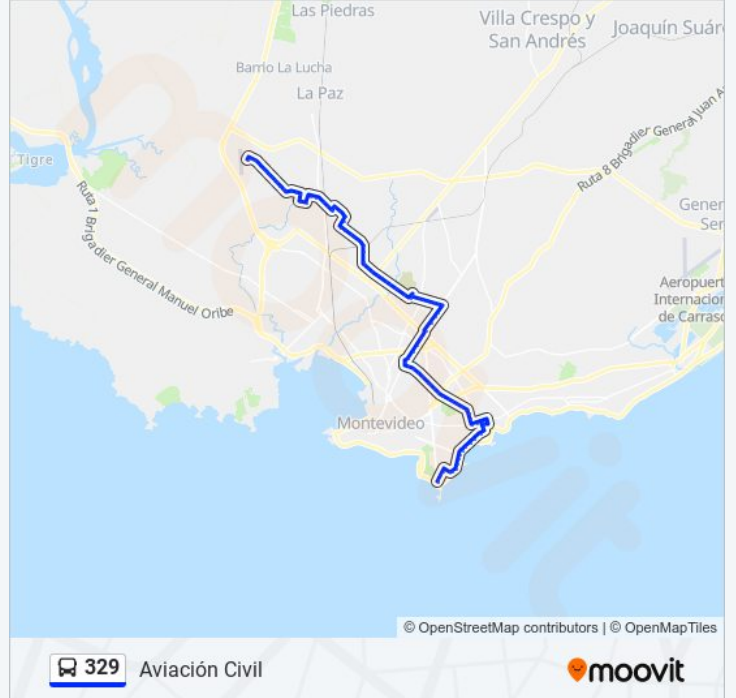 Las Piedras
Villa Crespo y
San Andrés
Joaquín Suár
Barrio La Lucha
La Paz
General Juan A
Ruta 8 Brigadier
Tigre
Ruta 1 Brigadier General Manuel Oribe
Gener
Ser
Aeropuert
Internacion
de Carrasc
Montevideo
© OpenStreetMap contributors | © OpenMapTiles
329 Aviación Civil
moovit